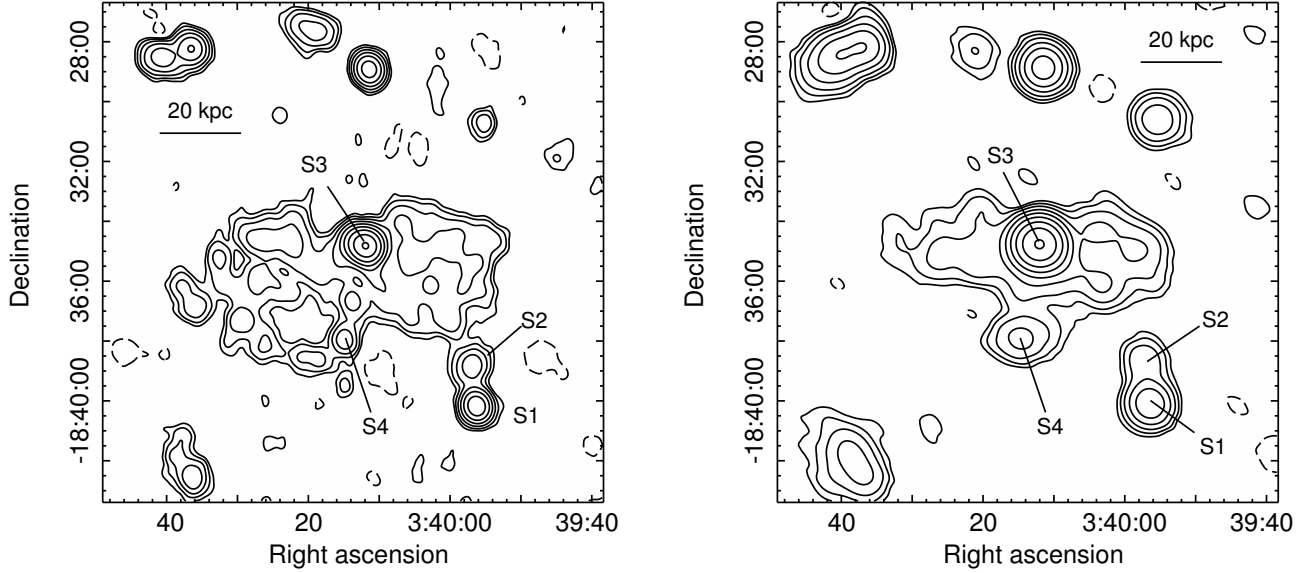 28:00
32:00
36:00
-18:40:00
Declination
20 kpc
S3
S2
S1
S4
40
20
3:40:00
39:40
Right ascension
28:00
32:00
36:00
-18:40:00
Declination
20 kpc
S3
S2
S4
S1
40
20
3:40:00
39:40
Right ascension